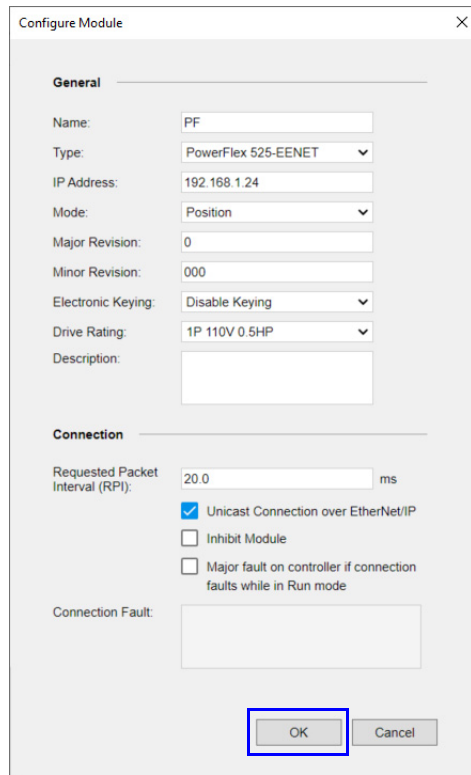 Configure Module
General
Name: PF
Type: PowerFlex 525-EENET
IP Address: 192.168.1.24
Mode: Position
Major Revision: 0
Minor Revision: 000
Electronic Keying: Disable Keying
Drive Rating: 1P 110V 0.5HP
Description:
Connection
Requested Packet
Interval (RPI): 20.0 ms
Unicast Connection over EtherNet/IP
Inhibit Module
Major fault on controller if connection
faults while in Run mode
Connection Fault:
OK Cancel